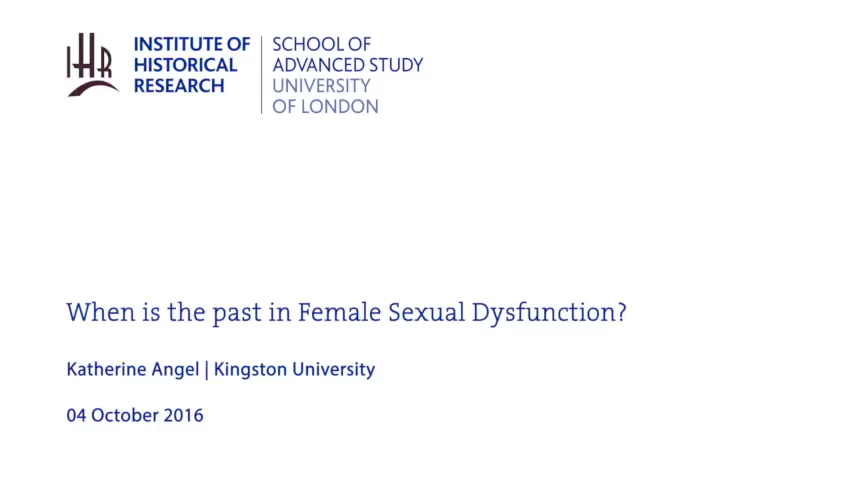 IHR
INSTITUTE OF
HISTORICAL
RESEARCH
SCHOOL OF
ADVANCED STUDY
UNIVERSITY
OF LONDON
When is the past in Female Sexual Dysfunction?
Katherine Angel | Kingston University
04 October 2016